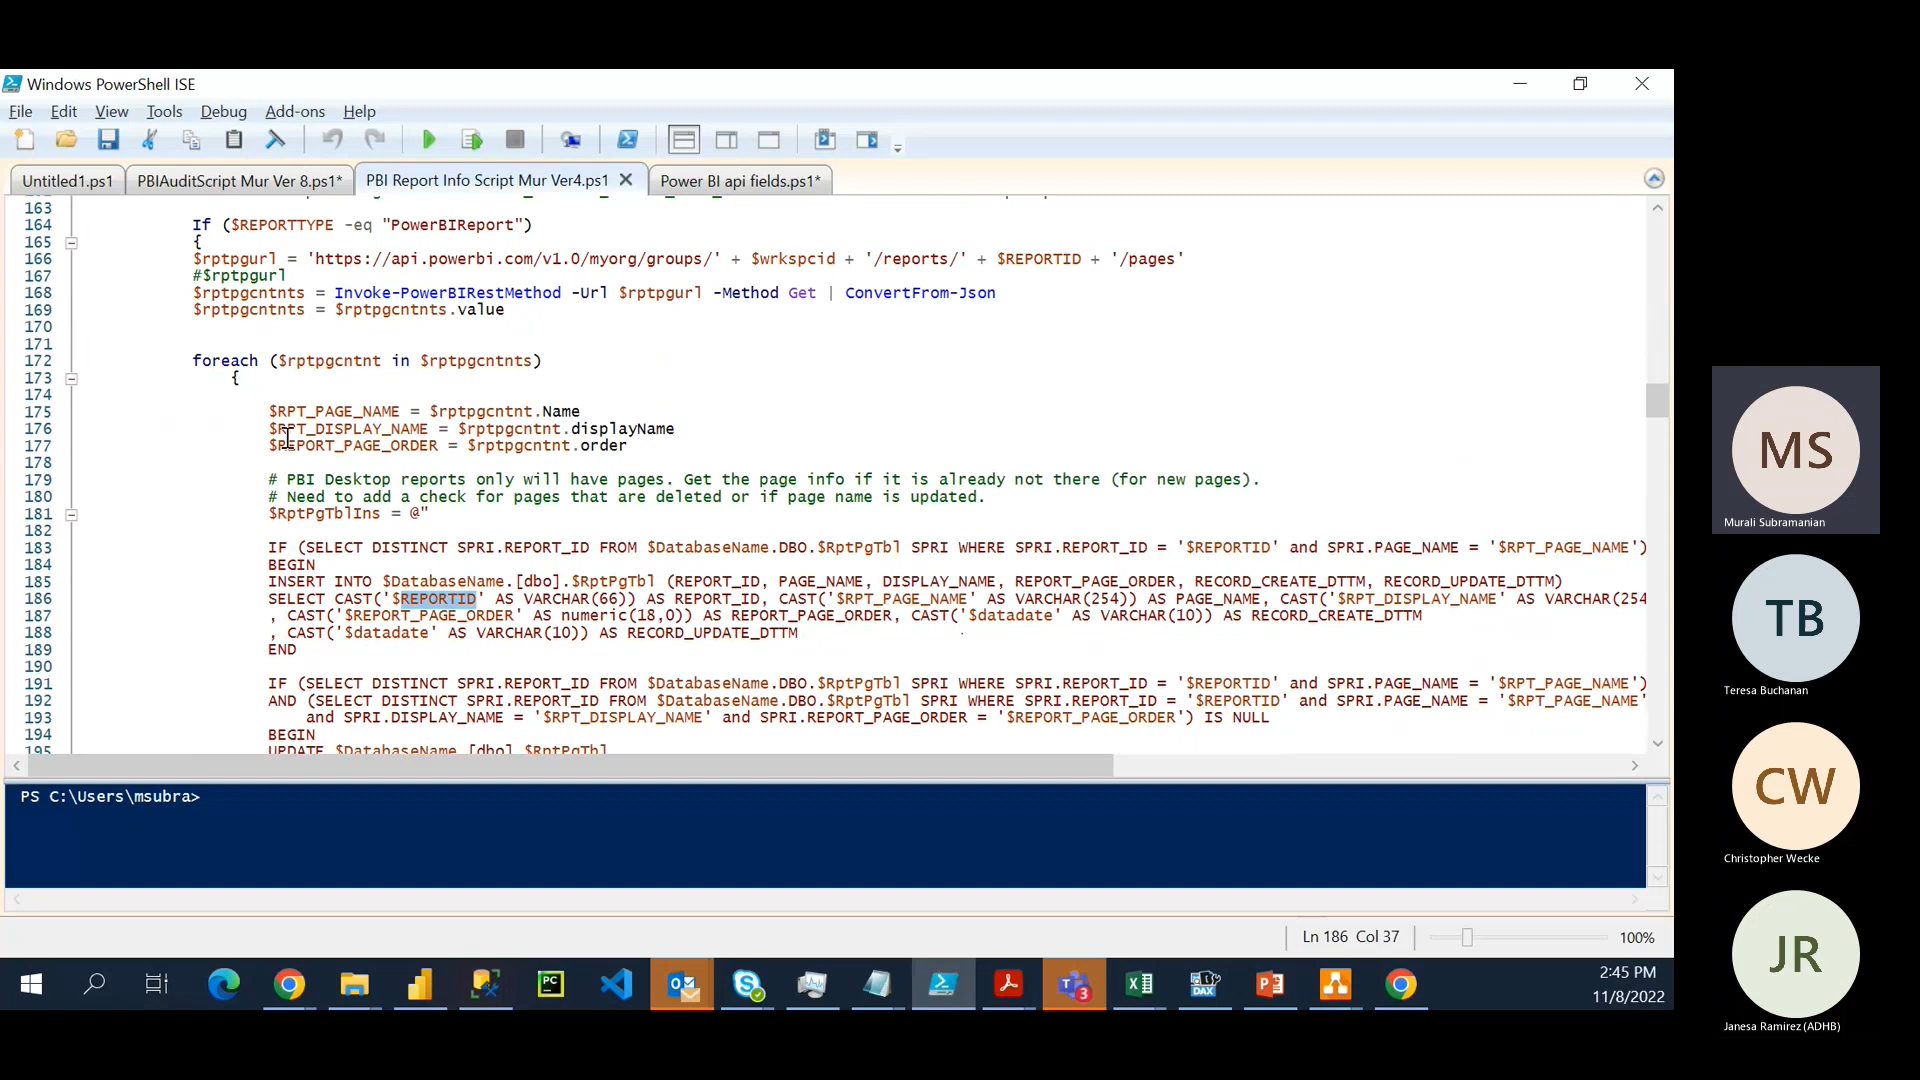 Windows PowerShell ISE
File Edit View Tools Debug Add-ons Help
Untitled1.ps1 PBIAuditScript Mur Ver 8.ps1* PBI Report Info Script Mur Ver4.ps1 Power BI api fields.ps1*
163
164 If ($REPORTTYPE -eq "PowerBIReport")
165 {
166 $rptpgurl = 'https://api.powerbi.com/v1.0/myorg/groups/' + $wrkspcid + '/reports/' + $REPORTID + '/pages'
167 #$rptpgurl
168 $rptpgcntnts = Invoke-PowerBIRestMethod -Url $rptpgurl -Method Get | ConvertFrom-Json
169 $rptpgcntnts = $rptpgcntnts.value
170
171
172 foreach ($rptpgcntnt in $rptpgcntnts)
173 {
174
175 $RPT_PAGE_NAME = $rptpgcntnt.Name
176 $RPT_DISPLAY_NAME = $rptpgcntnt.displayName
177 $REPORT_PAGE_ORDER = $rptpgcntnt.order
178
179 # PBI Desktop reports only will have pages. Get the page info if it is already not there (for new pages).
180 # Need to add a check for pages that are deleted or if page name is updated.
181 $RptPgTblIns = @"
182
183 IF (SELECT DISTINCT SPRI.REPORT_ID FROM $DatabaseName.DBO.$RptPgTbl SPRI WHERE SPRI.REPORT_ID = '$REPORTID' and SPRI.PAGE_NAME = '$RPT_PAGE_NAME')
184 BEGIN
185 INSERT INTO $DatabaseName.[dbo].$RptPgTbl (REPORT_ID, PAGE_NAME, DISPLAY_NAME, REPORT_PAGE_ORDER, RECORD_CREATE_DTTM, RECORD_UPDATE_DTTM)
186 SELECT CAST('$REPORTID' AS VARCHAR(66)) AS REPORT_ID, CAST('$RPT_PAGE_NAME' AS VARCHAR(254)) AS PAGE_NAME, CAST('$RPT_DISPLAY_NAME' AS VARCHAR(254
187 , CAST('$REPORT_PAGE_ORDER' AS numeric(18,0)) AS REPORT_PAGE_ORDER, CAST('$datadate' AS VARCHAR(10)) AS RECORD_CREATE_DTTM
188 , CAST('$datadate' AS VARCHAR(10)) AS RECORD_UPDATE_DTTM
189 END
190
191 IF (SELECT DISTINCT SPRI.REPORT_ID FROM $DatabaseName.DBO.$RptPgTbl SPRI WHERE SPRI.REPORT_ID = '$REPORTID' and SPRI.PAGE_NAME = '$RPT_PAGE_NAME')
192 AND (SELECT DISTINCT SPRI.REPORT_ID FROM $DatabaseName.DBO.$RptPgTbl SPRI WHERE SPRI.REPORT_ID = '$REPORTID' and SPRI.PAGE_NAME = '$RPT_PAGE_NAME'
193 and SPRI.DISPLAY_NAME = '$RPT_DISPLAY_NAME' and SPRI.REPORT_PAGE_ORDER = '$REPORT_PAGE_ORDER') IS NULL
194 BEGIN
195 UPDATE $DatabaseName.[dbo].$RptPgTbl
PS C:\Users\msubra>
Ln 186 Col 37 100%
2:45 PM
11/8/2022
MS
Murali Subramanian
TB
Teresa Buchanan
CW
Christopher Wecke
JR
Janesa Ramirez (ADHB)
PC
3
DAX